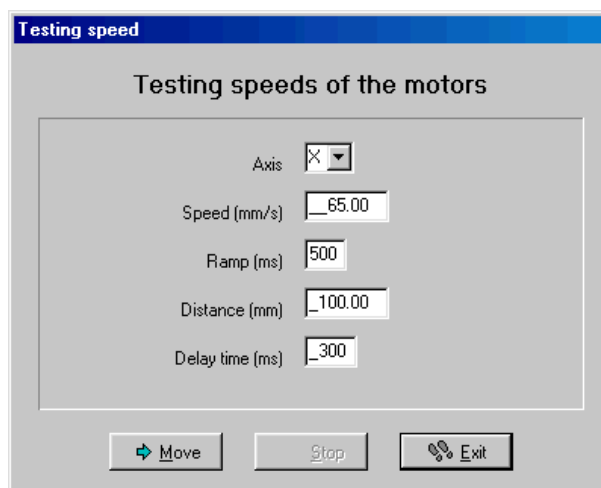 Testing speed
Testing speeds of the motors
Axis X
Speed (mm/s) __65.00
Ramp (ms) 500
Distance (mm) _100.00
Delay time (ms) _300
Move Stop Exit